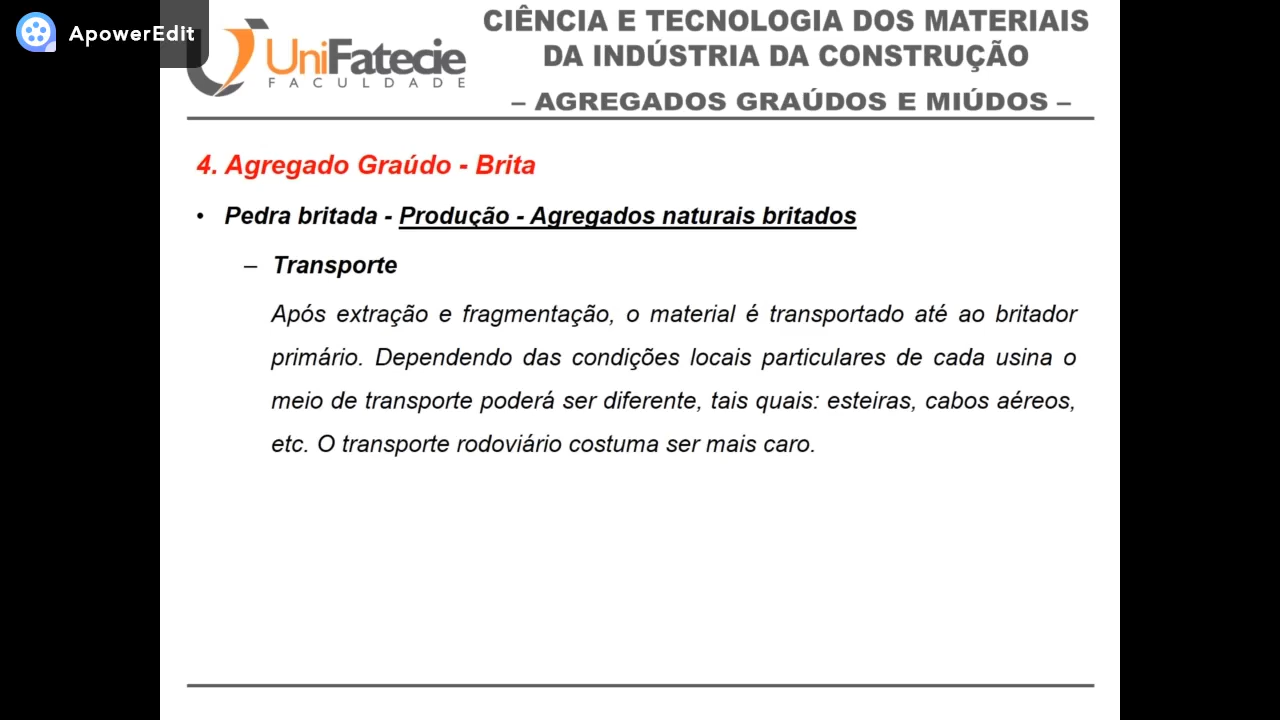 ApowerEdit
UniFatecie
FACULDADE
CIÊNCIA E TECNOLOGIA DOS MATERIAIS
DA INDÚSTRIA DA CONSTRUÇÃO
– AGREGADOS GRAÚDOS E MIÚDOS –
4. Agregado Graúdo - Brita
• Pedra britada - Produção - Agregados naturais britados
– Transporte
Após extração e fragmentação, o material é transportado até ao britador
primário. Dependendo das condições locais particulares de cada usina o
meio de transporte poderá ser diferente, tais quais: esteiras, cabos aéreos,
etc. O transporte rodoviário costuma ser mais caro.